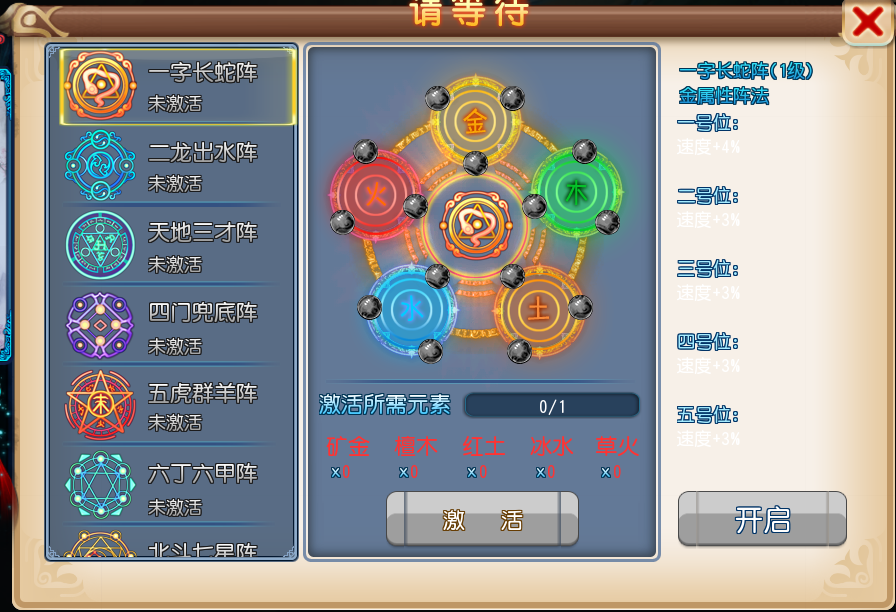 请等待
一字长蛇阵
未激活
二龙出水阵
未激活
天地三才阵
未激活
四门兜底阵
未激活
五虎群羊阵
未激活
六丁六甲阵
未激活
北斗七星阵
金
火
木
水
土
未
激活所需元素
0/1
矿金 檀木 红土 冰水 草火
x0 x0 x0 x0 x0
激 活
一字长蛇阵(1级)
金属性阵法
一号位:
速度+4%
二号位:
速度+3%
三号位:
速度+3%
四号位:
速度+3%
五号位:
速度+3%
开启